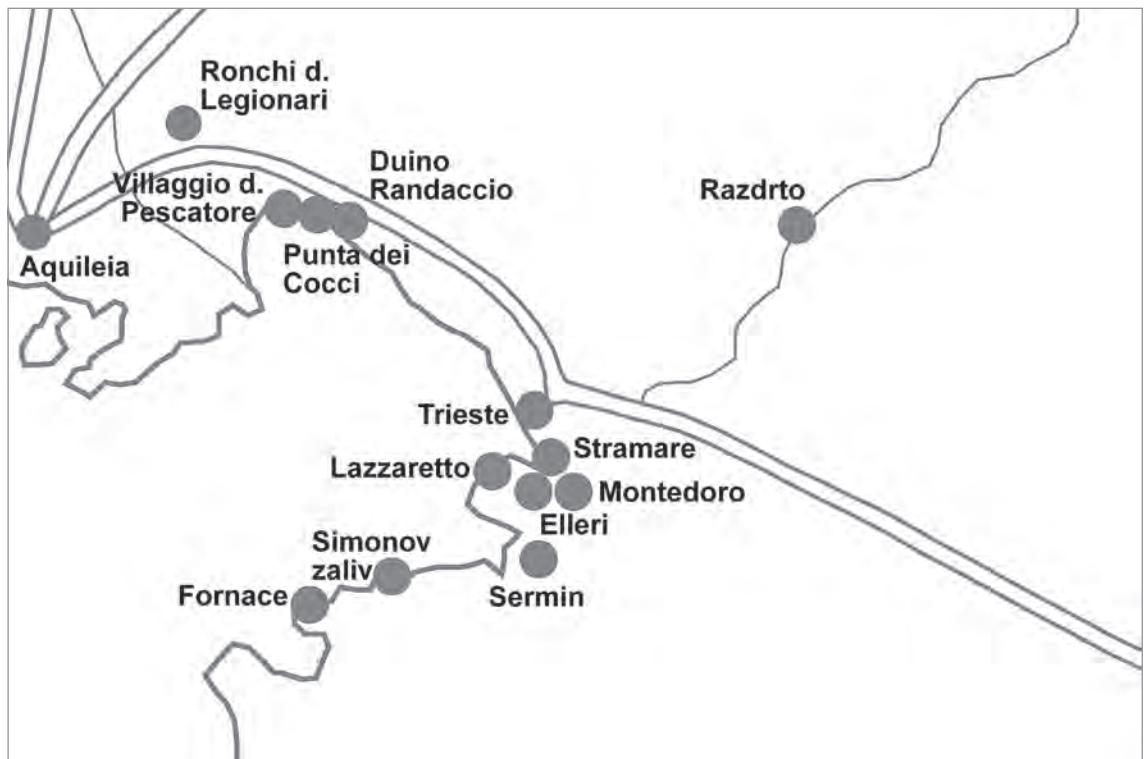 Ronchi d.
Legionari
Duino
Randaccio
Villaggio d.
Pescatore
Razdrto
Punta dei
Cocci
Aquileia
Trieste
Stramare
Lazzaretto
Montedoro
Elleri
Simonov
zaliv
Fornace
Sermin